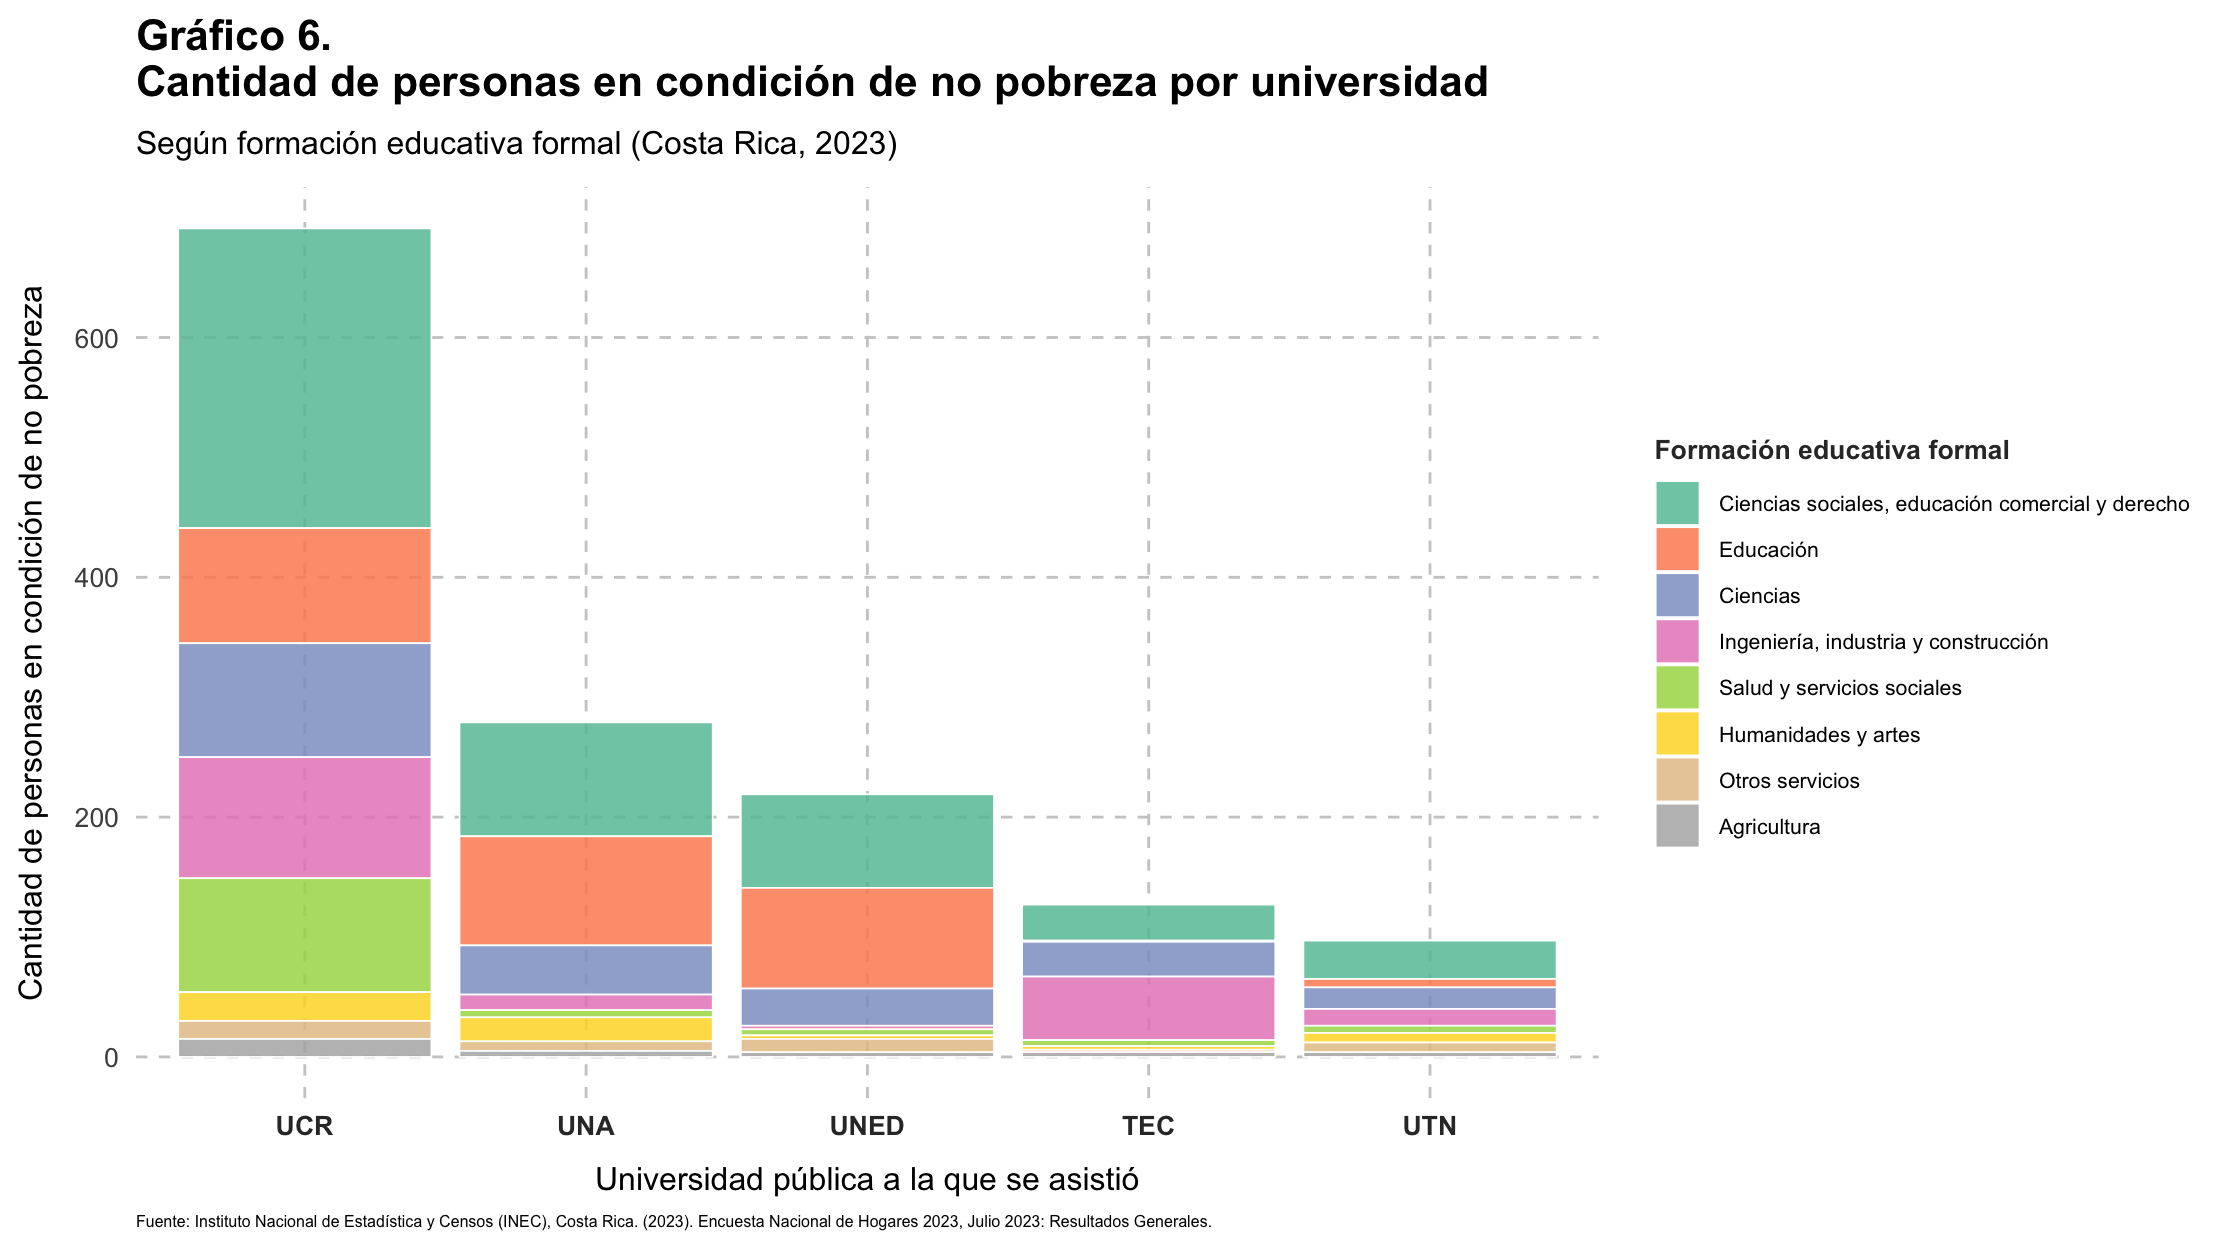 Gráfico 6.
Cantidad de personas en condición de no pobreza por universidad
Según formación educativa formal (Costa Rica, 2023)
Cantidad de personas en condición de no pobreza
600
400
200
0
UCR
UNA
UNED
TEC
UTN
Universidad pública a la que se asistió
Formación educativa formal
Ciencias sociales, educación comercial y derecho
Educación
Ciencias
Ingeniería, industria y construcción
Salud y servicios sociales
Humanidades y artes
Otros servicios
Agricultura
Fuente: Instituto Nacional de Estadística y Censos (INEC), Costa Rica. (2023). Encuesta Nacional de Hogares 2023, Julio 2023: Resultados Generales.